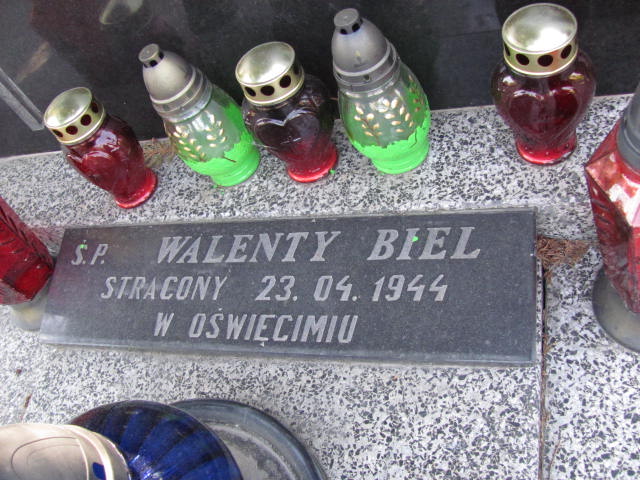 Ś.P. WALENTY BIEL
STRACONY 23. 04. 1944
W OŚWIĘCIMIU